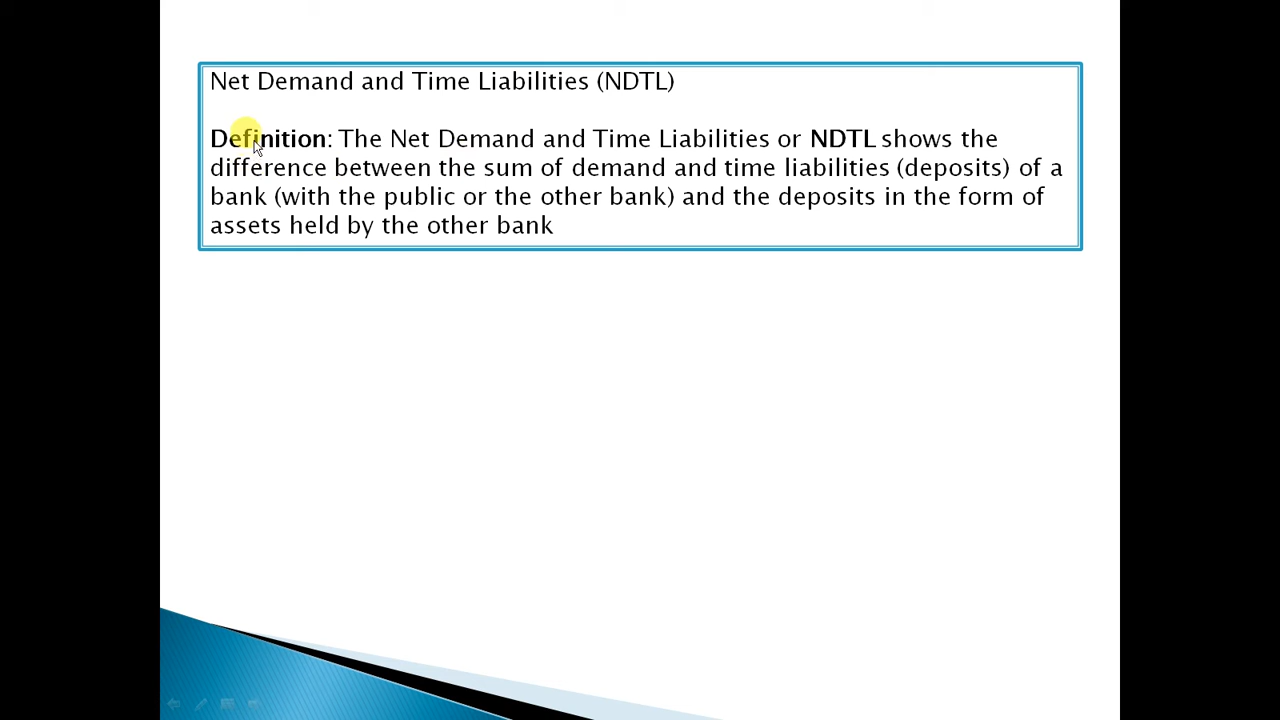 Net Demand and Time Liabilities (NDTL)
Definition: The Net Demand and Time Liabilities or NDTL shows the
difference between the sum of demand and time liabilities (deposits) of a
bank (with the public or the other bank) and the deposits in the form of
assets held by the other bank